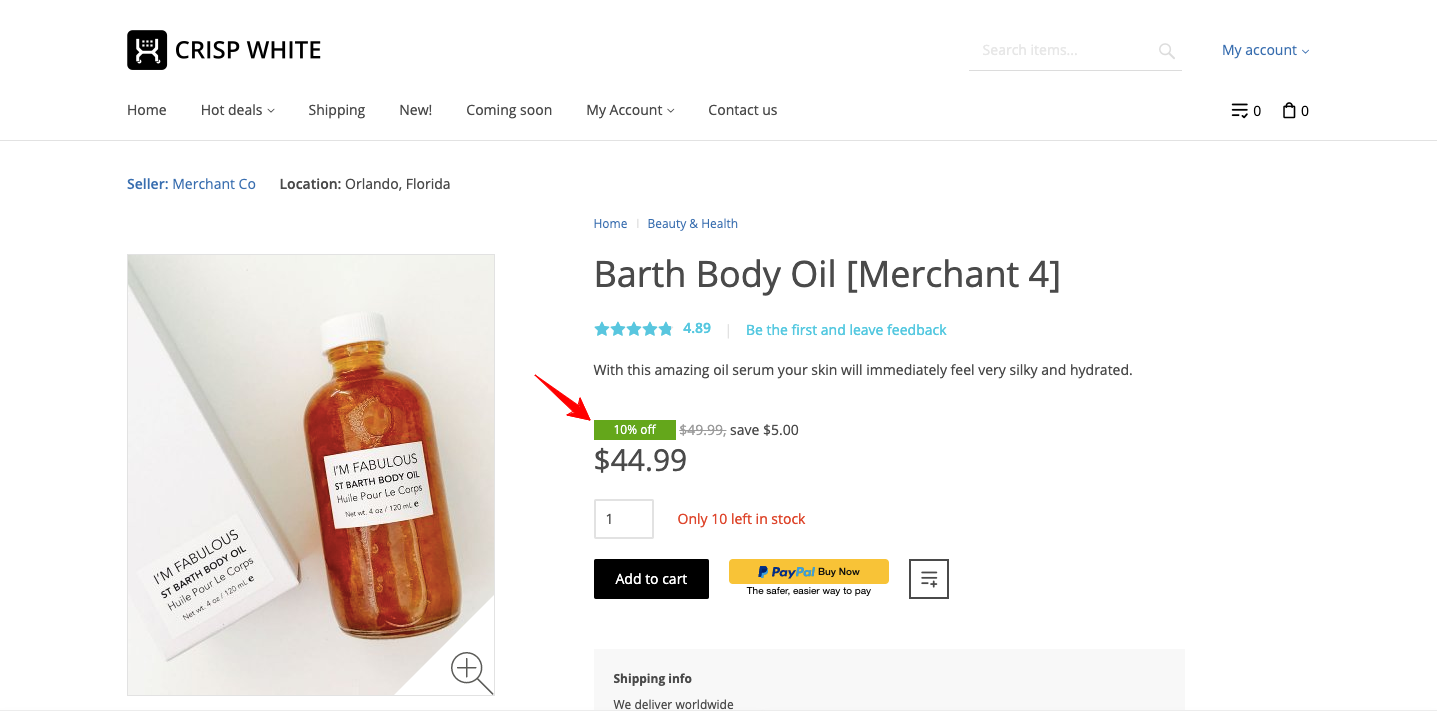 CRISP WHITE
Search items...
My account
Home Hot deals Shipping New! Coming soon My Account Contact us
0 0
Seller: Merchant Co Location: Orlando, Florida
Home | Beauty & Health
Barth Body Oil [Merchant 4]
4.89 | Be the first and leave feedback
With this amazing oil serum your skin will immediately feel very silky and hydrated.
10% off $49.99, save $5.00
$44.99
1 Only 10 left in stock
Add to cart
PayPal Buy Now
The safer, easier way to pay
Shipping info
We deliver worldwide
I'M FABULOUS
ST BARTH BODY OIL
Huile Pour Le Corps
Net wt. 4 oz / 120 mL e
I'M FABULOUS
ST BARTH BODY OIL
Huile Pour Le Corps
Net wt. 4 oz / 120 mL e